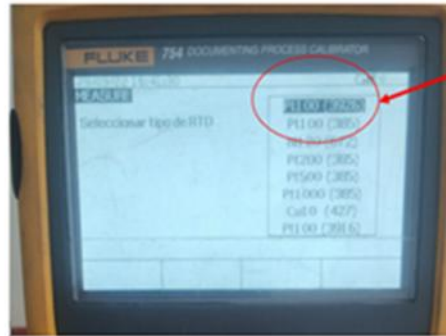 FLUKE 754 DOCUMENTING PROCESS CALIBRATOR
MEASURE
Seleccionar tipo de RTD
Pt100 (3926)
Pt100 (385)
Pt200 (385)
Pt500 (385)
Pt1000 (385)
Cu10 (427)
Pt100 (3916)